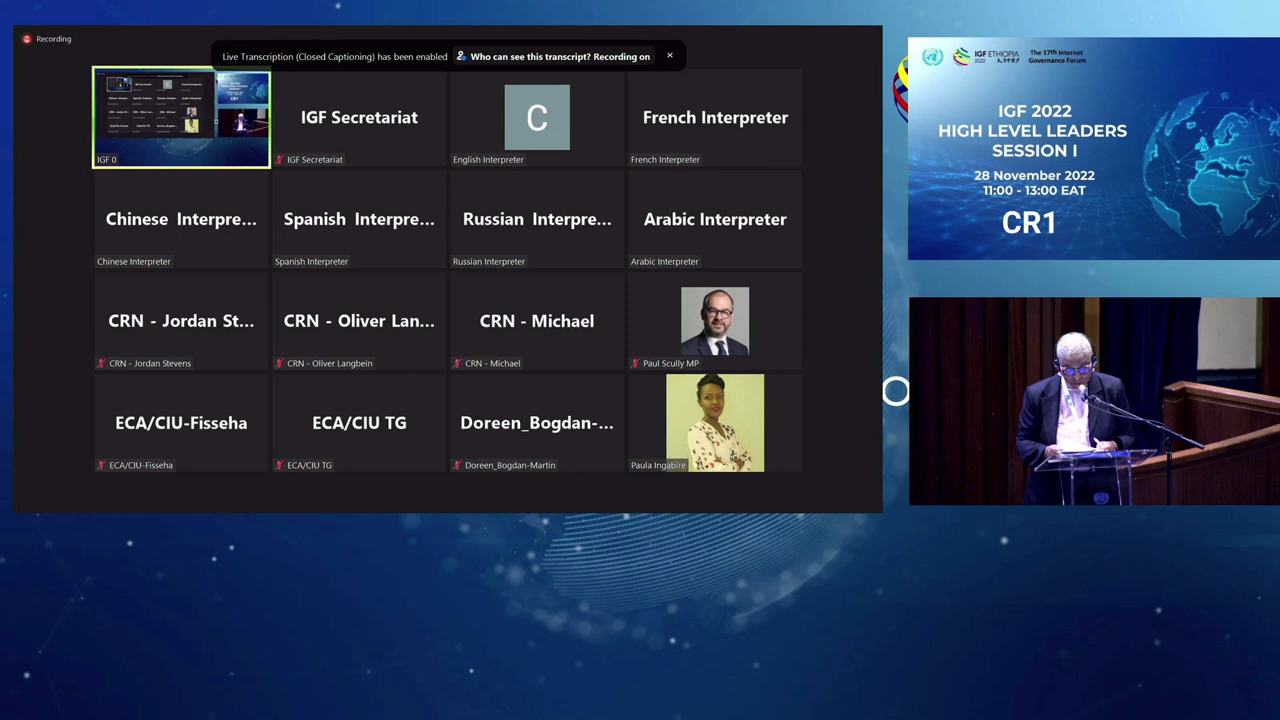 Recording
Live Transcription (Closed Captioning) has been enabled
Who can see this transcript? Recording on
IGF 0
IGF Secretariat
IGF Secretariat
C
English Interpreter
French Interpreter
French Interpreter
Chinese Interpre...
Chinese Interpreter
Spanish Interpre...
Spanish Interpreter
Russian Interpre...
Russian Interpreter
Arabic Interpreter
Arabic Interpreter
CRN - Jordan St...
CRN - Jordan Stevens
CRN - Oliver Lan...
CRN - Oliver Langbein
CRN - Michael
CRN - Michael
Paul Scully MP
ECA/CIU-Fisseha
ECA/CIU-Fisseha
ECA/CIU TG
ECA/CIU TG
Doreen_Bogdan-...
Doreen_Bogdan-Martin
Paula Ingabire
IGF ETHIOPIA
2022 ኢትዮጵያ
The 17th Internet
Governance Forum
IGF 2022
HIGH LEVEL LEADERS
SESSION I
28 November 2022
11:00 - 13:00 EAT
CR1